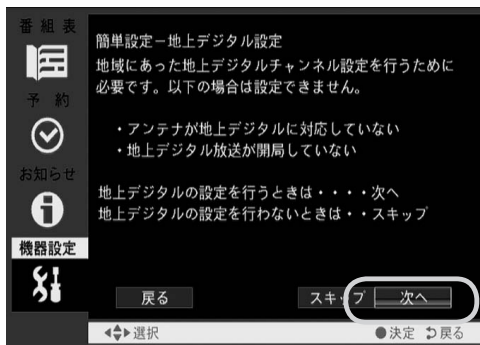 番組表
予約
お知らせ
機器設定
簡単設定－地上デジタル設定
地域にあった地上デジタルチャンネル設定を行うために
必要です。以下の場合は設定できません。
・アンテナが地上デジタルに対応していない
・地上デジタル放送が開局していない
地上デジタルの設定を行うときは・・・・次へ
地上デジタルの設定を行わないときは・・スキップ
戻る
スキップ
次へ
選択
●決定
戻る